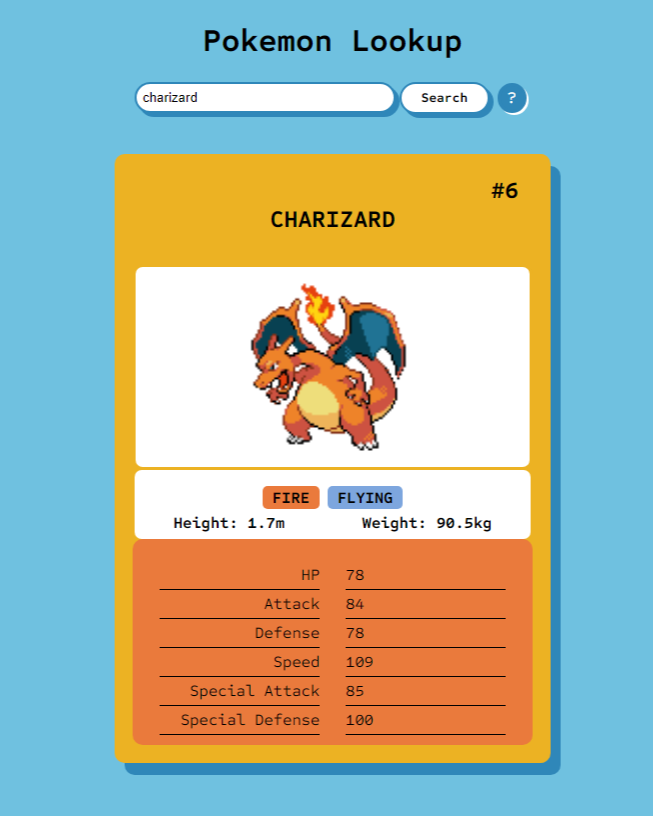 Pokemon Lookup
charizard Search ?
#6
CHARIZARD
FIRE FLYING
Height: 1.7m Weight: 90.5kg
HP 78
Attack 84
Defense 78
Speed 109
Special Attack 85
Special Defense 100